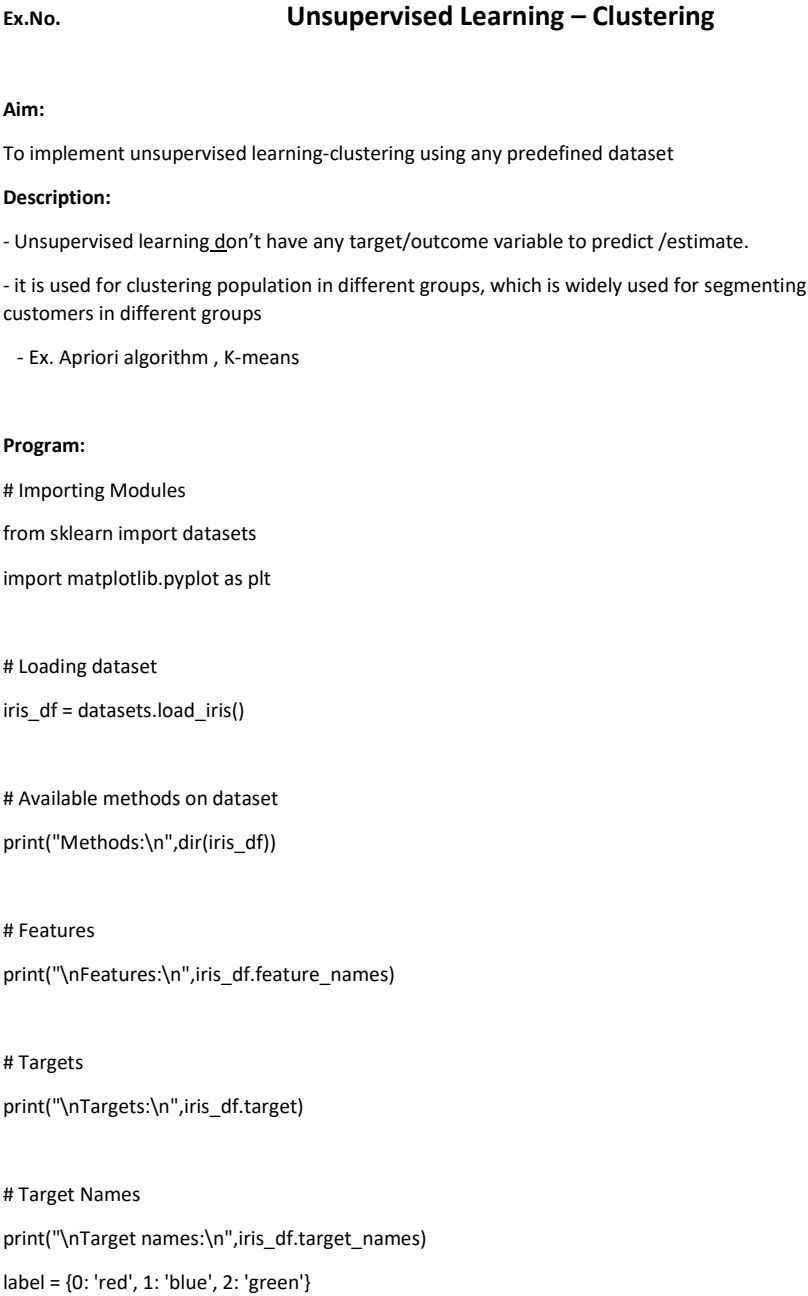 Ex.No. Unsupervised Learning – Clustering
Aim:
To implement unsupervised learning-clustering using any predefined dataset
Description:
- Unsupervised learning don’t have any target/outcome variable to predict /estimate.
- it is used for clustering population in different groups, which is widely used for segmenting
customers in different groups
- Ex. Apriori algorithm , K-means
Program:
# Importing Modules
from sklearn import datasets
import matplotlib.pyplot as plt
# Loading dataset
iris_df = datasets.load_iris()
# Available methods on dataset
print("Methods:\n",dir(iris_df))
# Features
print("\nFeatures:\n",iris_df.feature_names)
# Targets
print("\nTargets:\n",iris_df.target)
# Target Names
print("\nTarget names:\n",iris_df.target_names)
label = {0: 'red', 1: 'blue', 2: 'green'}